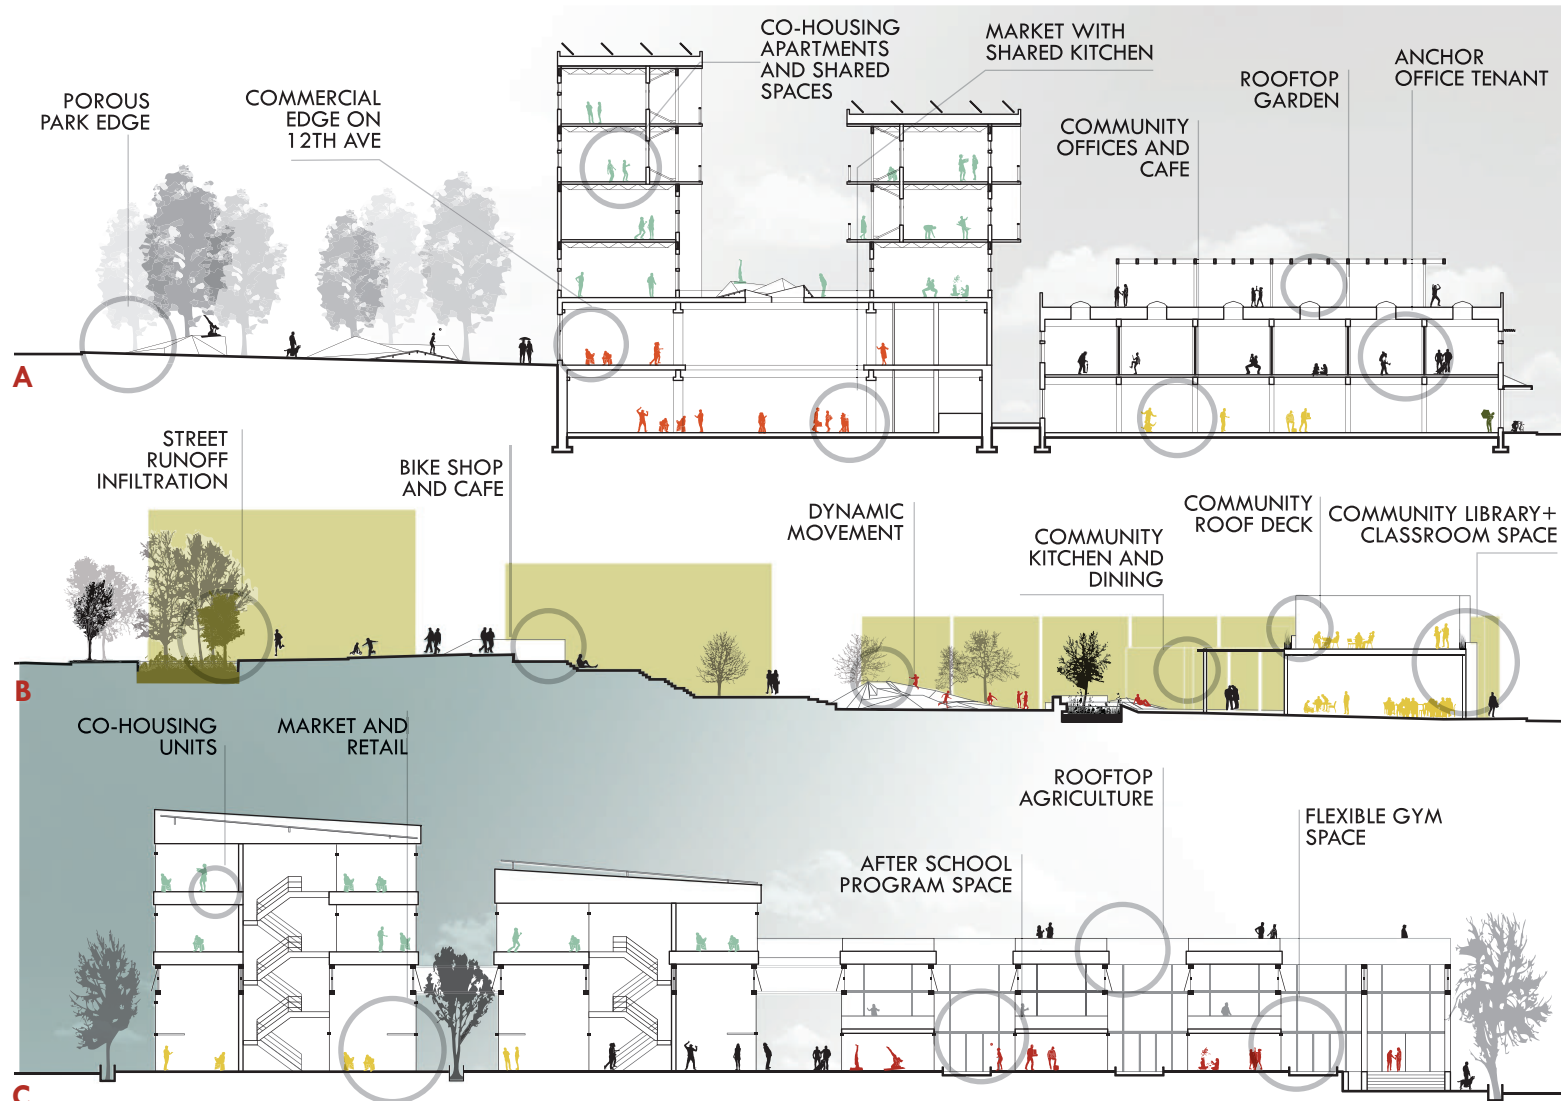 CO-HOUSING
APARTMENTS
AND SHARED
SPACES
MARKET WITH
SHARED KITCHEN
ANCHOR
OFFICE TENANT
ROOFTOP
GARDEN
POROUS
PARK EDGE
COMMERCIAL
EDGE ON
12TH AVE
COMMUNITY
OFFICES AND
CAFE
A
STREET
RUNOFF
INFILTRATION
BIKE SHOP
AND CAFE
DYNAMIC
MOVEMENT
COMMUNITY
KITCHEN AND
DINING
COMMUNITY
ROOF DECK
COMMUNITY LIBRARY+
CLASSROOM SPACE
B
CO-HOUSING
UNITS
MARKET AND
RETAIL
ROOFTOP
AGRICULTURE
FLEXIBLE GYM
SPACE
AFTER SCHOOL
PROGRAM SPACE
C